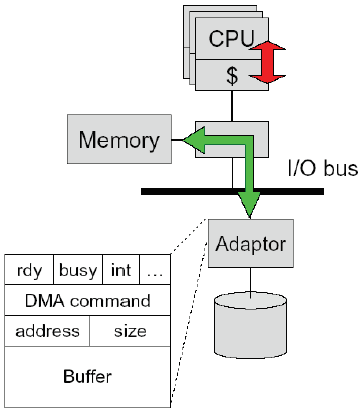 CPU
$
Memory
I/O bus
Adaptor
rdy busy int ...
DMA command
address size
Buffer